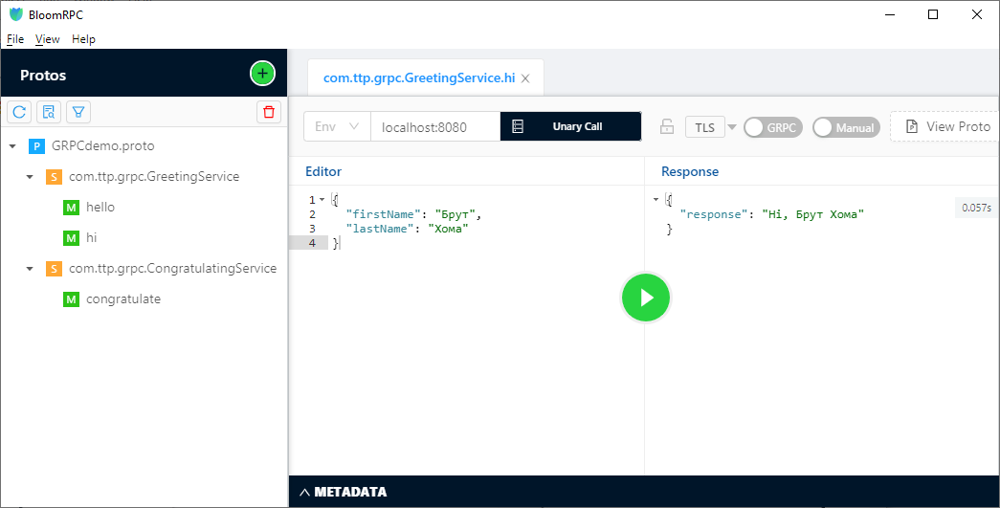 BloomRPC
File View Help
Protos
com.ttp.grpc.GreetingService.hi
Env
localhost:8080
Unary Call
TLS
GRPC
Manual
View Proto
P GRPCdemo.proto
S com.ttp.grpc.GreetingService
M hello
M hi
S com.ttp.grpc.CongratulatingService
M congratulate
Editor
1 {
2 "firstName": "Брут",
3 "lastName": "Хома"
4 }
Response
{
"response": "Hi, Брут Хома"
}
0.057s
METADATA